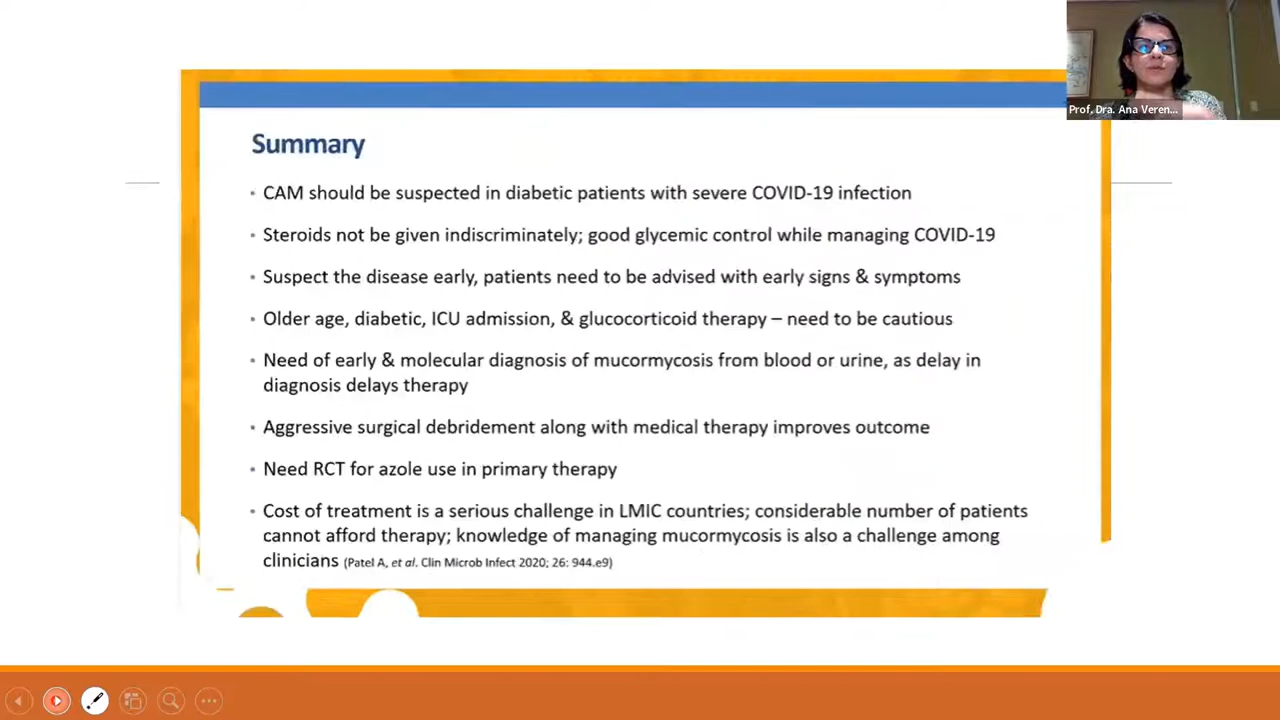 Prof, Dra. Ana Veren...
Summary
CAM should be suspected in diabetic patients with severe COVID-19 infection
Steroids not be given indiscriminately; good glycemic control while managing COVID-19
Suspect the disease early, patients need to be advised with early signs & symptoms
Older age, diabetic, ICU admission, & glucocorticoid therapy – need to be cautious
Need of early & molecular diagnosis of mucormycosis from blood or urine, as delay in
diagnosis delays therapy
Aggressive surgical debridement along with medical therapy improves outcome
Need RCT for azole use in primary therapy
Cost of treatment is a serious challenge in LMIC countries; considerable number of patients
cannot afford therapy; knowledge of managing mucormycosis is also a challenge among
clinicians (Patel A, et al. Clin Microb Infect 2020; 26: 944.e9)